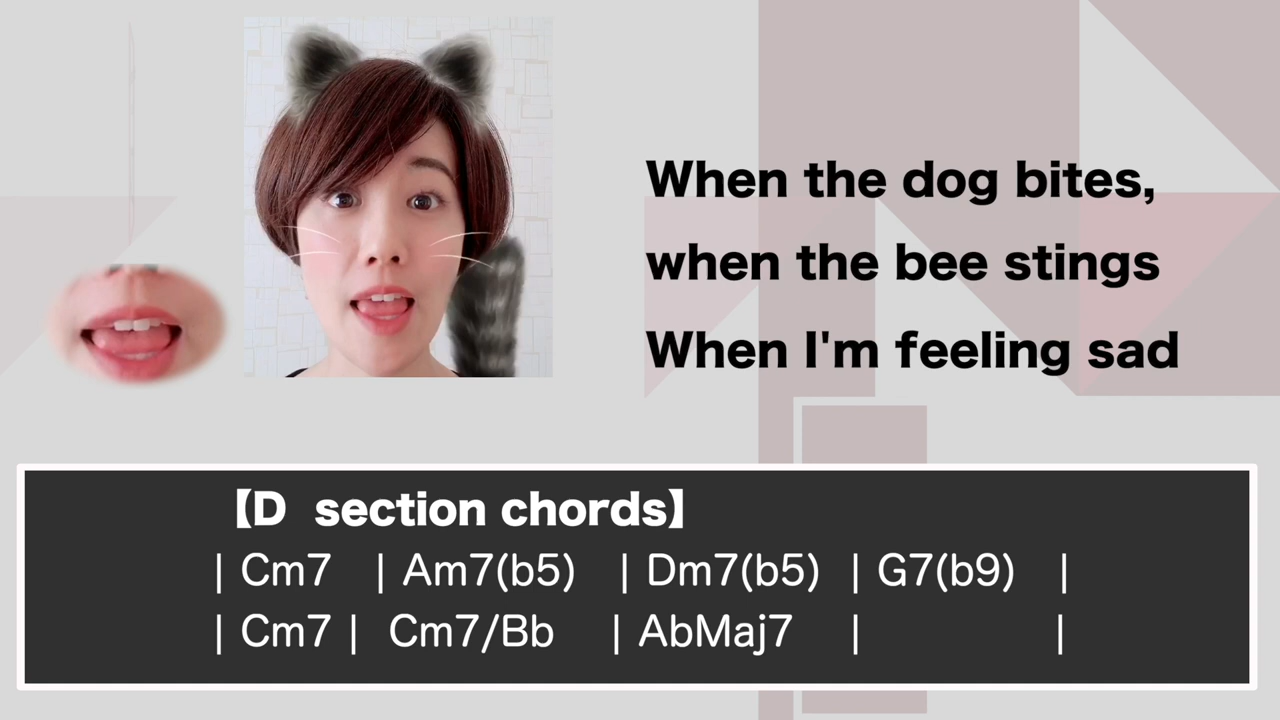 When the dog bites,
when the bee stings
When I'm feeling sad
【D section chords】
| Cm7 | Am7(b5) | Dm7(b5) | G7(b9) |
| Cm7 | Cm7/Bb | AbMaj7 | |